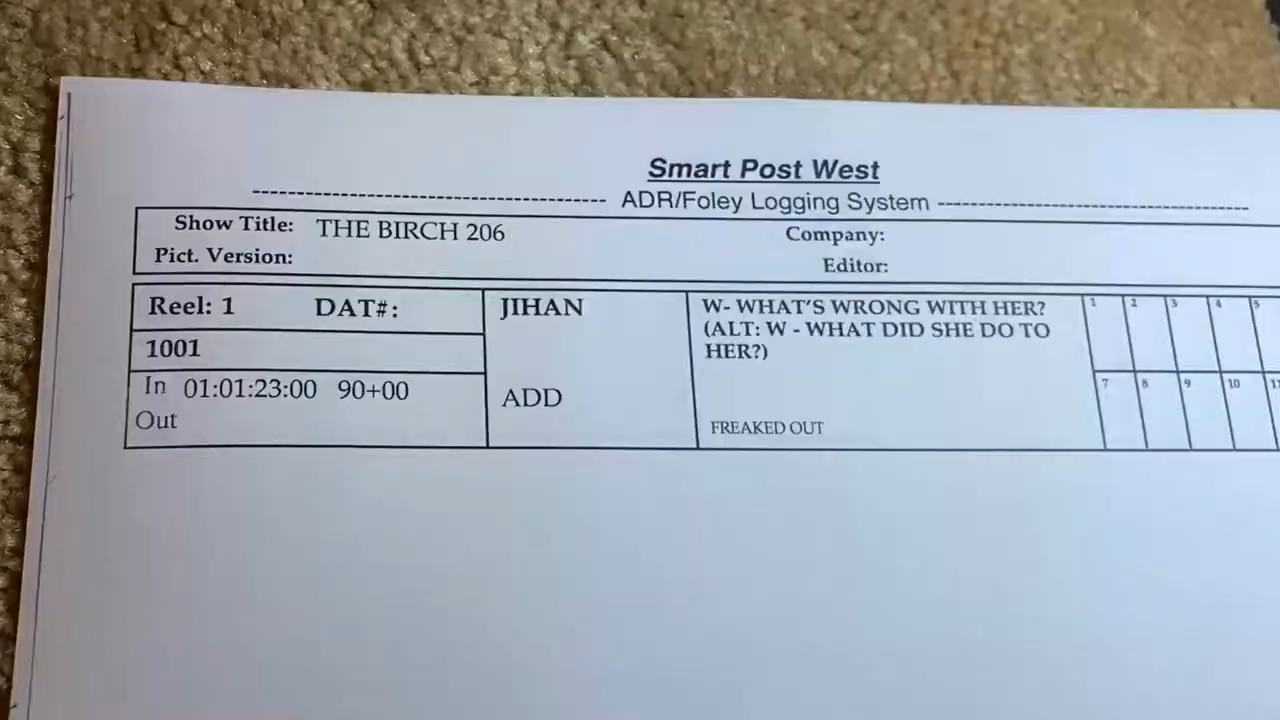 Smart Post West
------------------------------------ ADR/Foley Logging System ------------------------------------
Show Title: THE BIRCH 206 Company:
Pict. Version: Editor:
Reel: 1 DAT#:
1001
In 01:01:23:00 90+00
Out
JIHAN
ADD
W- WHAT'S WRONG WITH HER?
(ALT: W - WHAT DID SHE DO TO
HER?)
FREAKED OUT
1 2 3 4 5
7 8 9 10 11